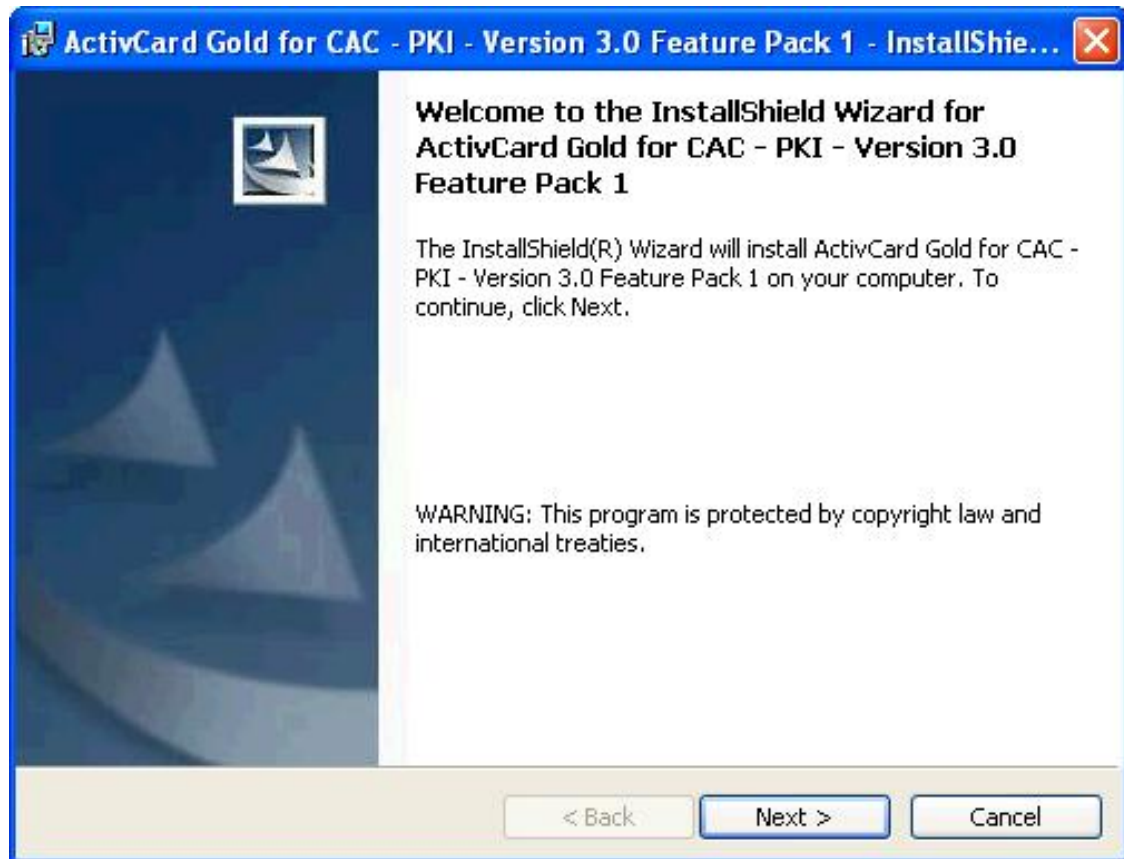 ActivCard Gold for CAC - PKI - Version 3.0 Feature Pack 1 - InstallShie...
Welcome to the InstallShield Wizard for
ActivCard Gold for CAC - PKI - Version 3.0
Feature Pack 1
The InstallShield(R) Wizard will install ActivCard Gold for CAC -
PKI - Version 3.0 Feature Pack 1 on your computer. To
continue, click Next.
WARNING: This program is protected by copyright law and
international treaties.
< Back
Next >
Cancel